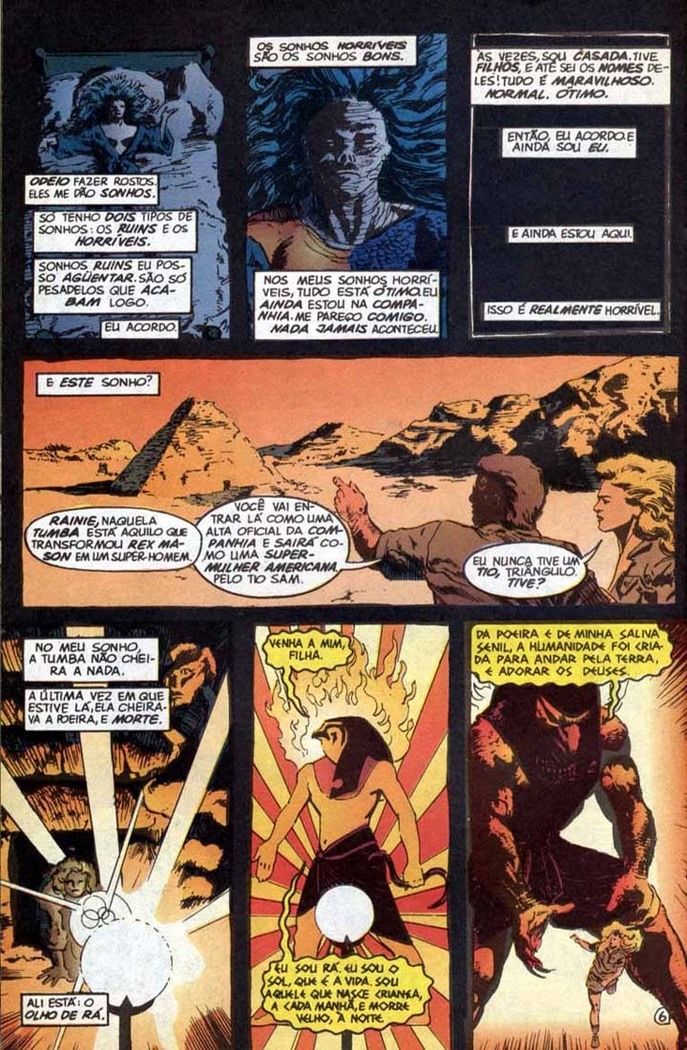 ODEIO FAZER ROSTOS.
ELES ME DÃO SONHOS.
SÓ TENHO DOIS TIPOS DE
SONHOS: OS RUINS E OS
HORRÍVEIS.
SONHOS RUINS EU POS-
SO AGÜENTAR. SÃO SÓ
PESADELOS QUE ACA-
BAM LOGO.
EU ACORDO.
OS SONHOS HORRÍVEIS
SÃO OS SONHOS BONS.
NOS MEUS SONHOS HORRÍ-
VEIS, TUDO ESTÁ ÓTIMO. EU
AINDA ESTOU NA COMPA-
NHIA. ME PAREÇO COMIGO.
NADA JAMAIS ACONTECEU.
ÀS VEZES, SOU CASADA. TIVE
FILHOS, E ATÉ SEI OS NOMES DE-
LES! TUDO É MARAVILHOSO.
NORMAL. ÓTIMO.
ENTÃO, EU ACORDO. E
AINDA SOU EU.
E AINDA ESTOU AQUI.
ISSO É REALMENTE HORRÍVEL.
E ESTE SONHO?
RAINIE, NAQUELA
TUMBA ESTÁ AQUILO QUE
TRANSFORMOU REX MA-
SON EM UM SUPER-HOMEM.
VOCÊ VAI EN-
TRAR LÁ COMO UMA
ALTA OFICIAL DA COM-
PANHIA E SAIRÁ CO-
MO UMA SUPER-
MULHER AMERICANA,
PELO TIO SAM.
EU NUNCA TIVE UM
TIO, TRIÂNGULO.
TIVE?
NO MEU SONHO,
A TUMBA NÃO CHEI-
RA A NADA.
A ÚLTIMA VEZ EM QUE
ESTIVE LÁ, ELA CHEIRA-
VA A POEIRA, E MORTE.
ALI ESTÁ: O
OLHO DE RÁ.
VENHA A MIM,
FILHA.
EU SOU RÁ. EU SOU O
SOL, QUE É A VIDA. SOU
AQUELE QUE NASCE CRIANÇA,
A CADA MANHÃ, E MORRE
VELHO, À NOITE.
DA POEIRA E DE MINHA SALIVA
SENIL, A HUMANIDADE FOI CRIA-
DA PARA ANDAR PELA TERRA,
E ADORAR OS DEUSES.
6